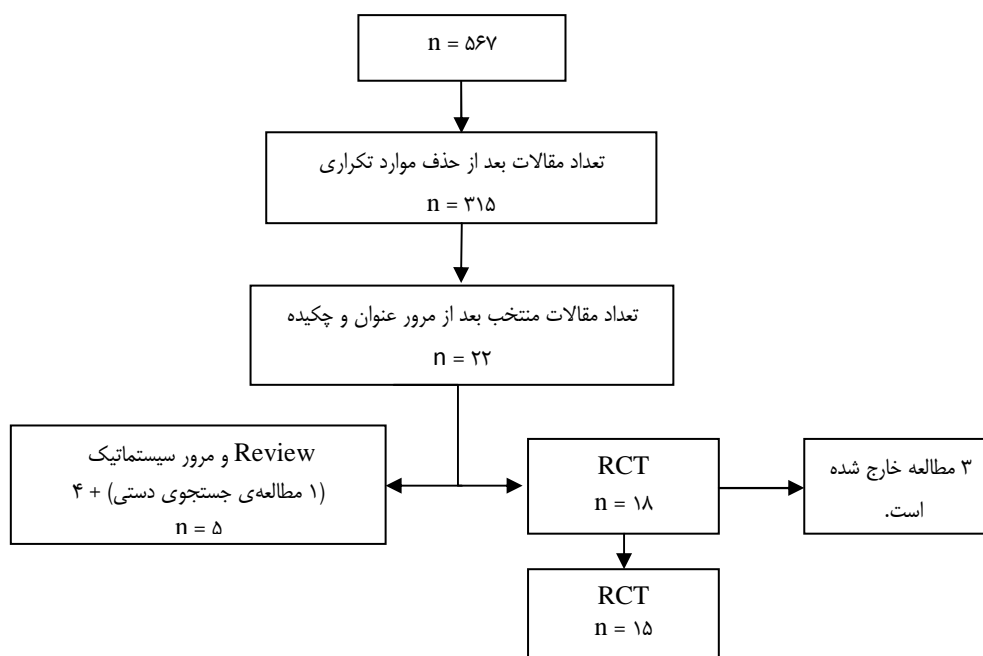 n = ۵۶۷
تعداد مقالات بعد از حذف موارد تکراری
n = ۳۱۵
تعداد مقالات منتخب بعد از مرور عنوان و چکیده
n = ۲۲
Review و مرور سیستماتیک
(۱ مطالعه‌ی جستجوی دستی) + ۴
n = ۵
RCT
n = ۱۸
۳ مطالعه خارج شده
است.
RCT
n = ۱۵